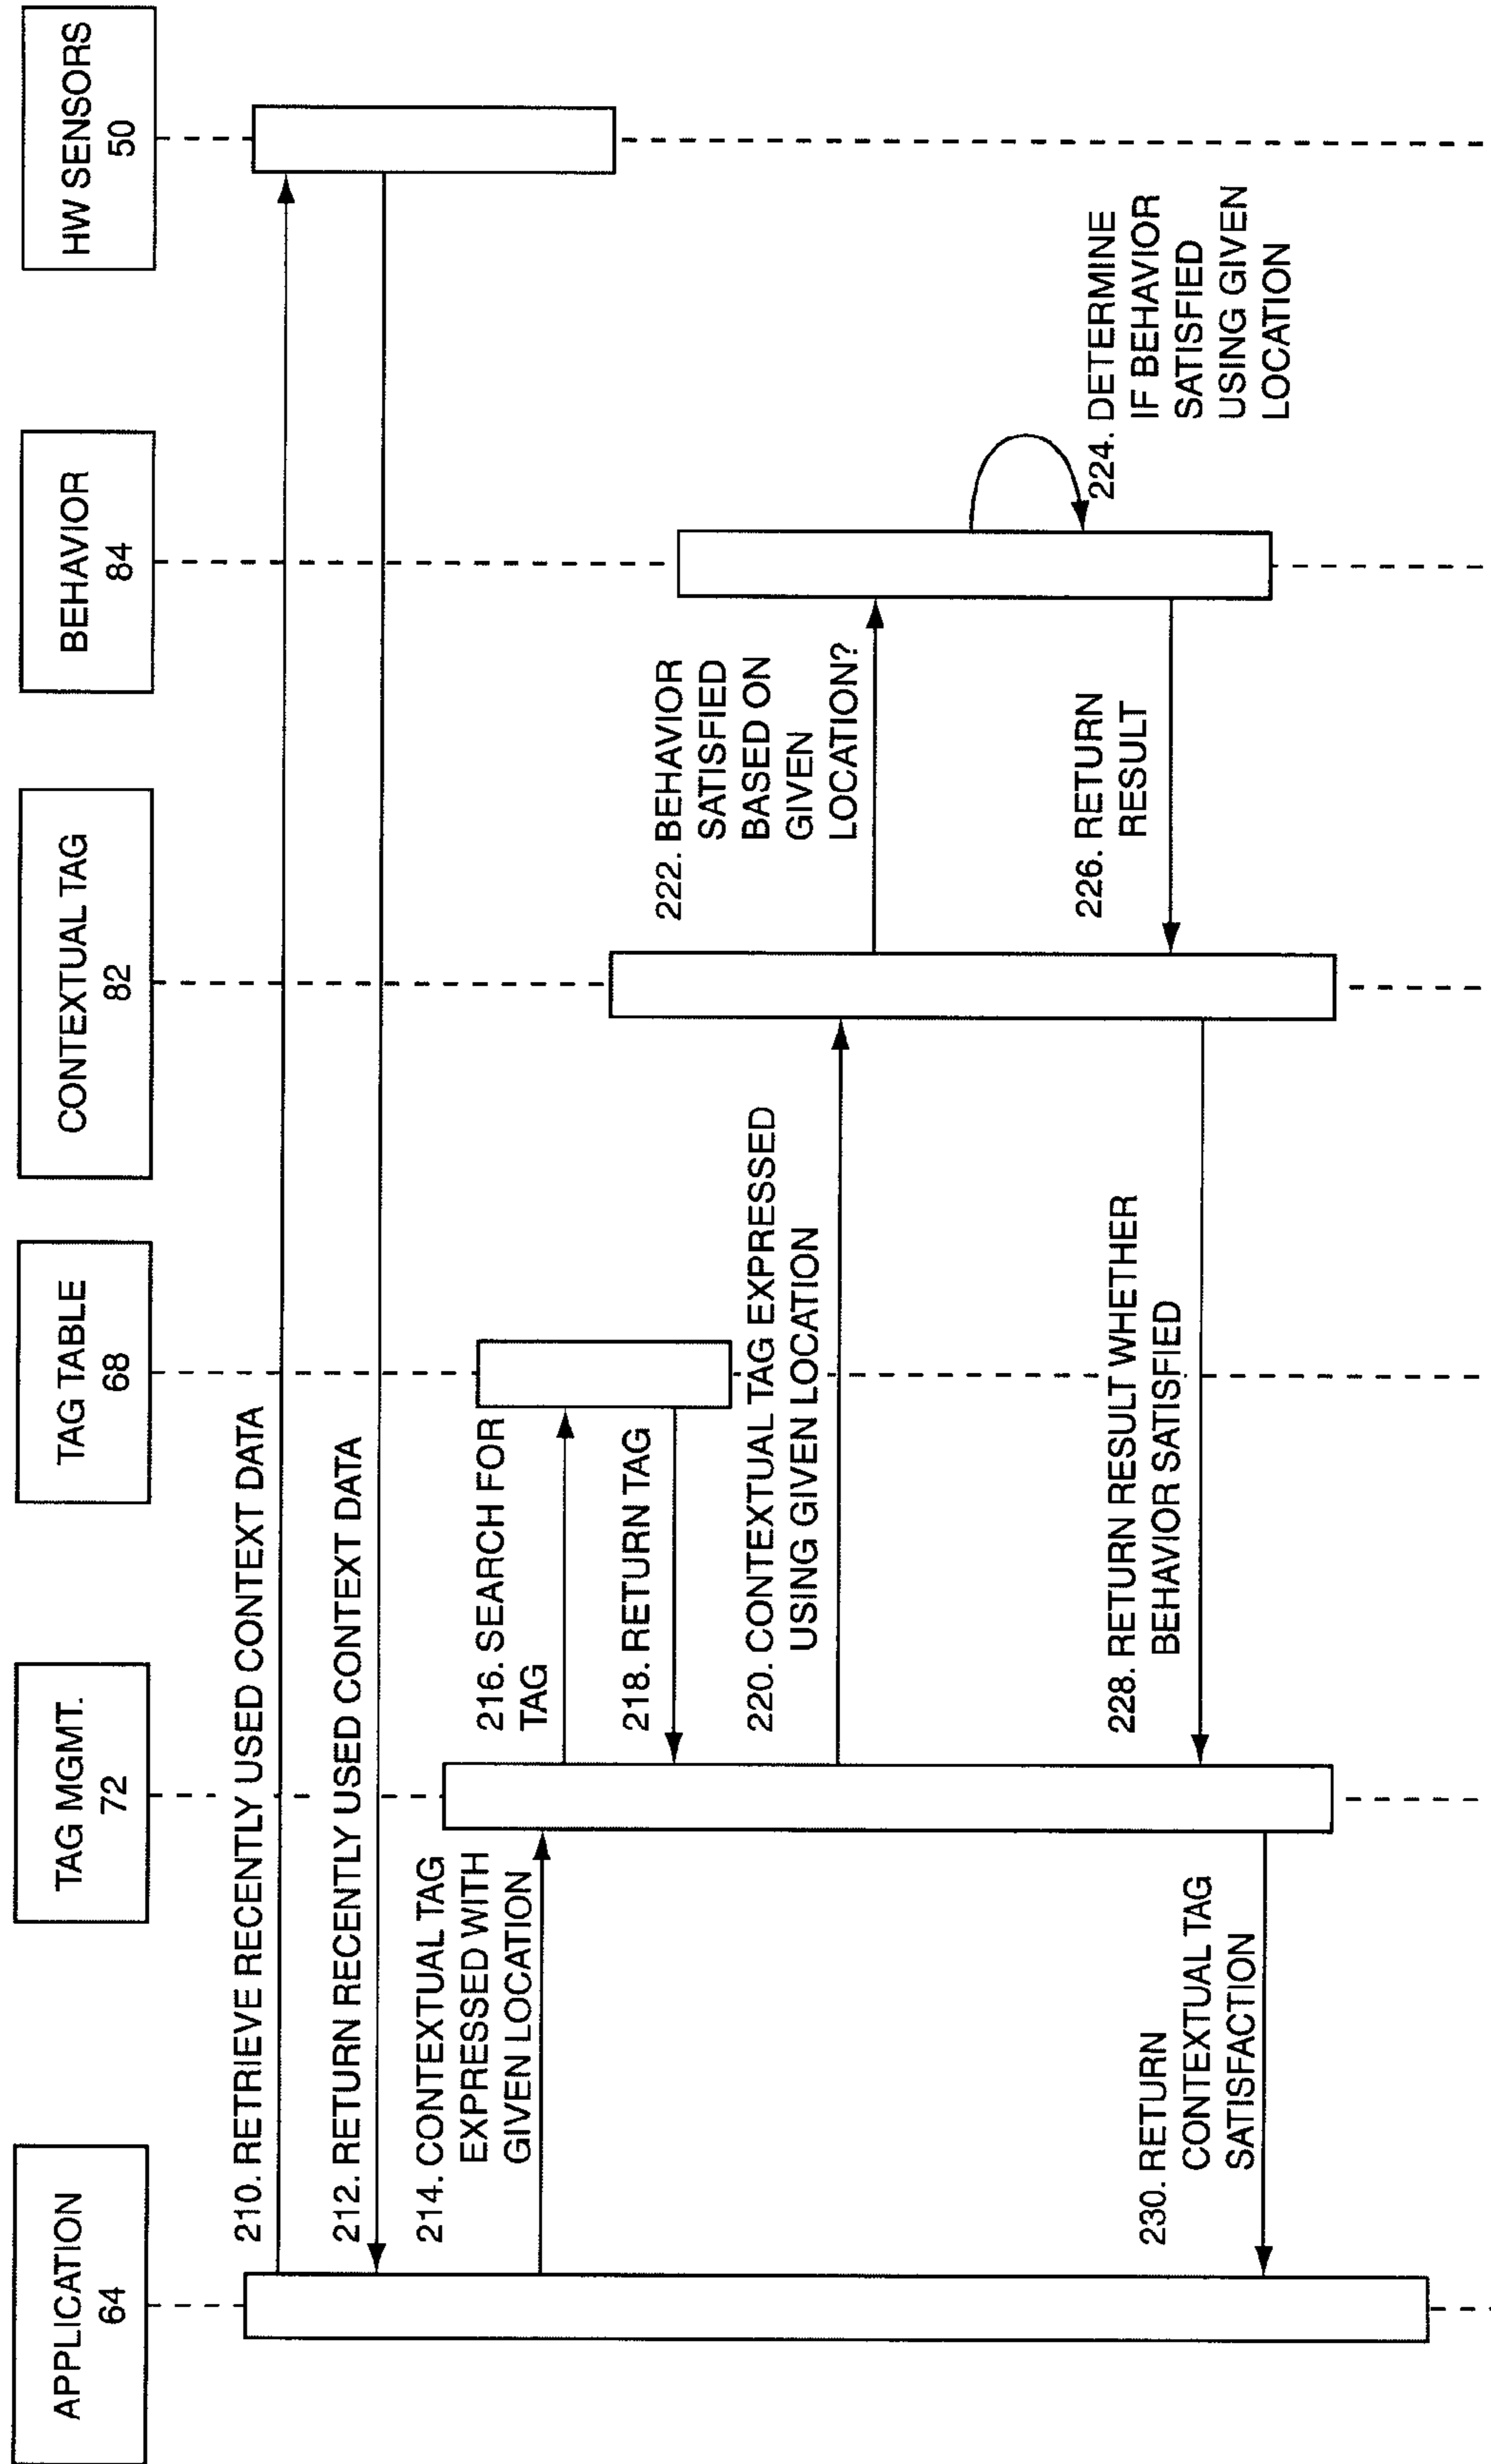 APPLICATION
64
TAG MGMT.
72
TAG TABLE
68
CONTEXTUAL TAG
82
BEHAVIOR
84
HW SENSORS
50
210. RETRIEVE RECENTLY USED CONTEXT DATA
212. RETURN RECENTLY USED CONTEXT DATA
214. CONTEXTUAL TAG
EXPRESSED WITH
GIVEN LOCATION
216. SEARCH FOR
TAG
218. RETURN TAG
220. CONTEXTUAL TAG EXPRESSED
USING GIVEN LOCATION
222. BEHAVIOR
SATISFIED
BASED ON
GIVEN
LOCATION?
224. DETERMINE
IF BEHAVIOR
SATISFIED
USING GIVEN
LOCATION
226. RETURN
RESULT
228. RETURN RESULT WHETHER
BEHAVIOR SATISFIED
230. RETURN
CONTEXTUAL TAG
SATISFACTION